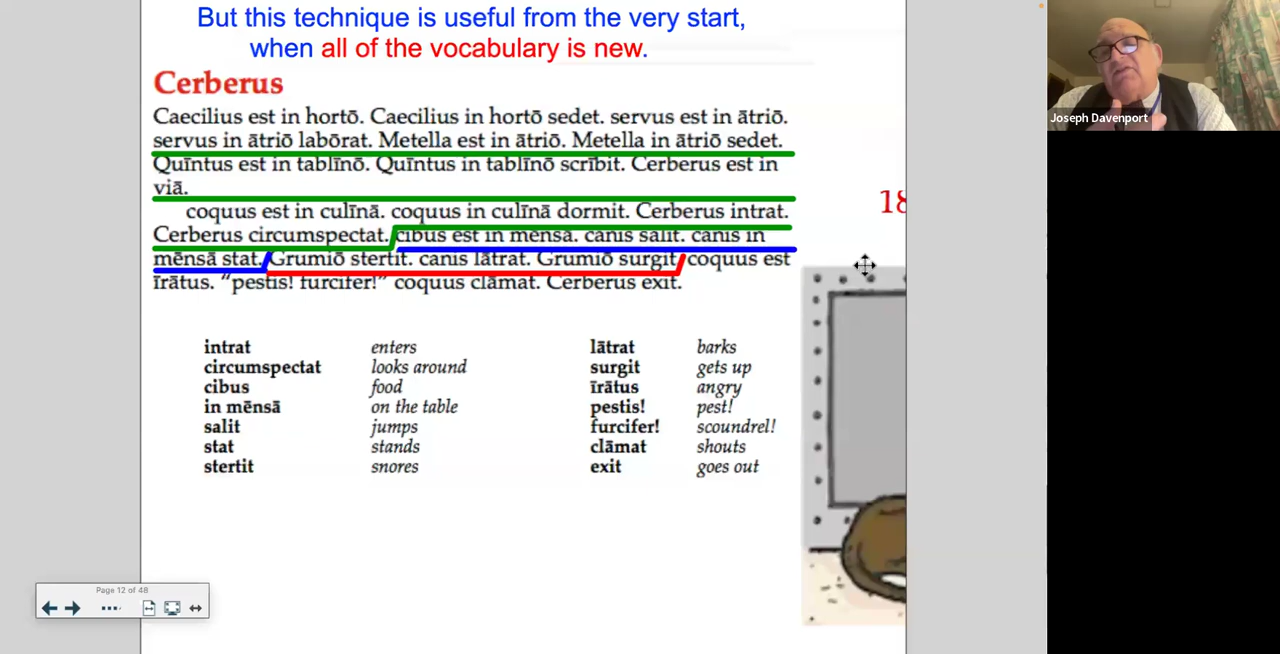 But this technique is useful from the very start,
when all of the vocabulary is new.
Cerberus
Caecilius est in hortō. Caecilius in hortō sedet. servus est in ātriō.
servus in ātriō labōrat. Metella est in ātriō. Metella in ātriō sedet.
Quīntus est in tablīnō. Quīntus in tablīnō scrībit. Cerberus est in
viā.
coquus est in culīnā. coquus in culīnā dormit. Cerberus intrat.
Cerberus circumspectat. cibus est in mēnsā. canis salit. canis in
mēnsā stat. Grumiō stertit. canis lātrat. Grumiō surgit. coquus est
īrātus. “pestis! furcifer!” coquus clāmat. Cerberus exit.
intrat enters
circumspectat looks around
cibus food
in mēnsā on the table
salit jumps
stat stands
stertit snores
lātrat barks
surgit gets up
īrātus angry
pestis! pest!
furcifer! scoundrel!
clāmat shouts
exit goes out
18
Page 12 of 48
Joseph Davenport